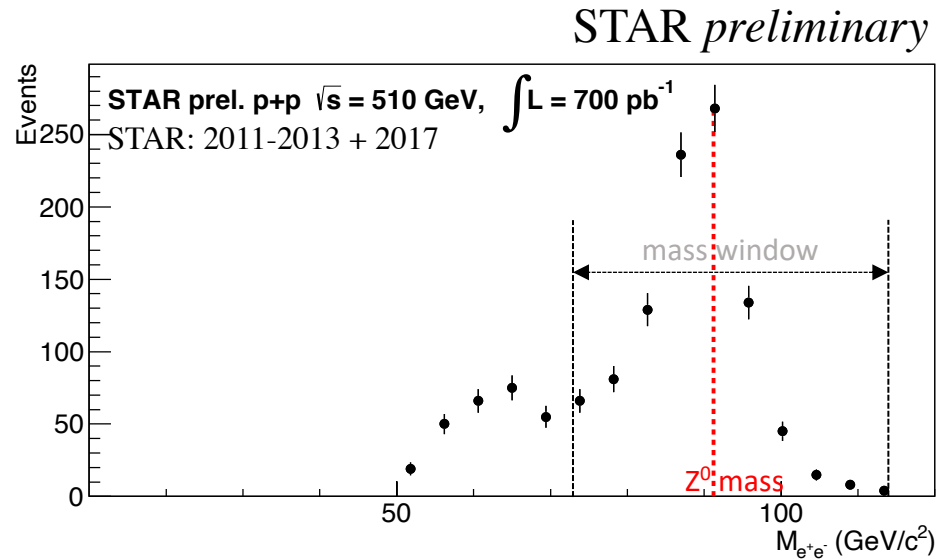 STAR preliminary
STAR prel. p+p √s = 510 GeV, ∫L = 700 pb⁻¹
STAR: 2011-2013 + 2017
Events
250
200
150
100
50
0
mass window
Z⁰ mass
50
100
M_e⁺e⁻ (GeV/c²)